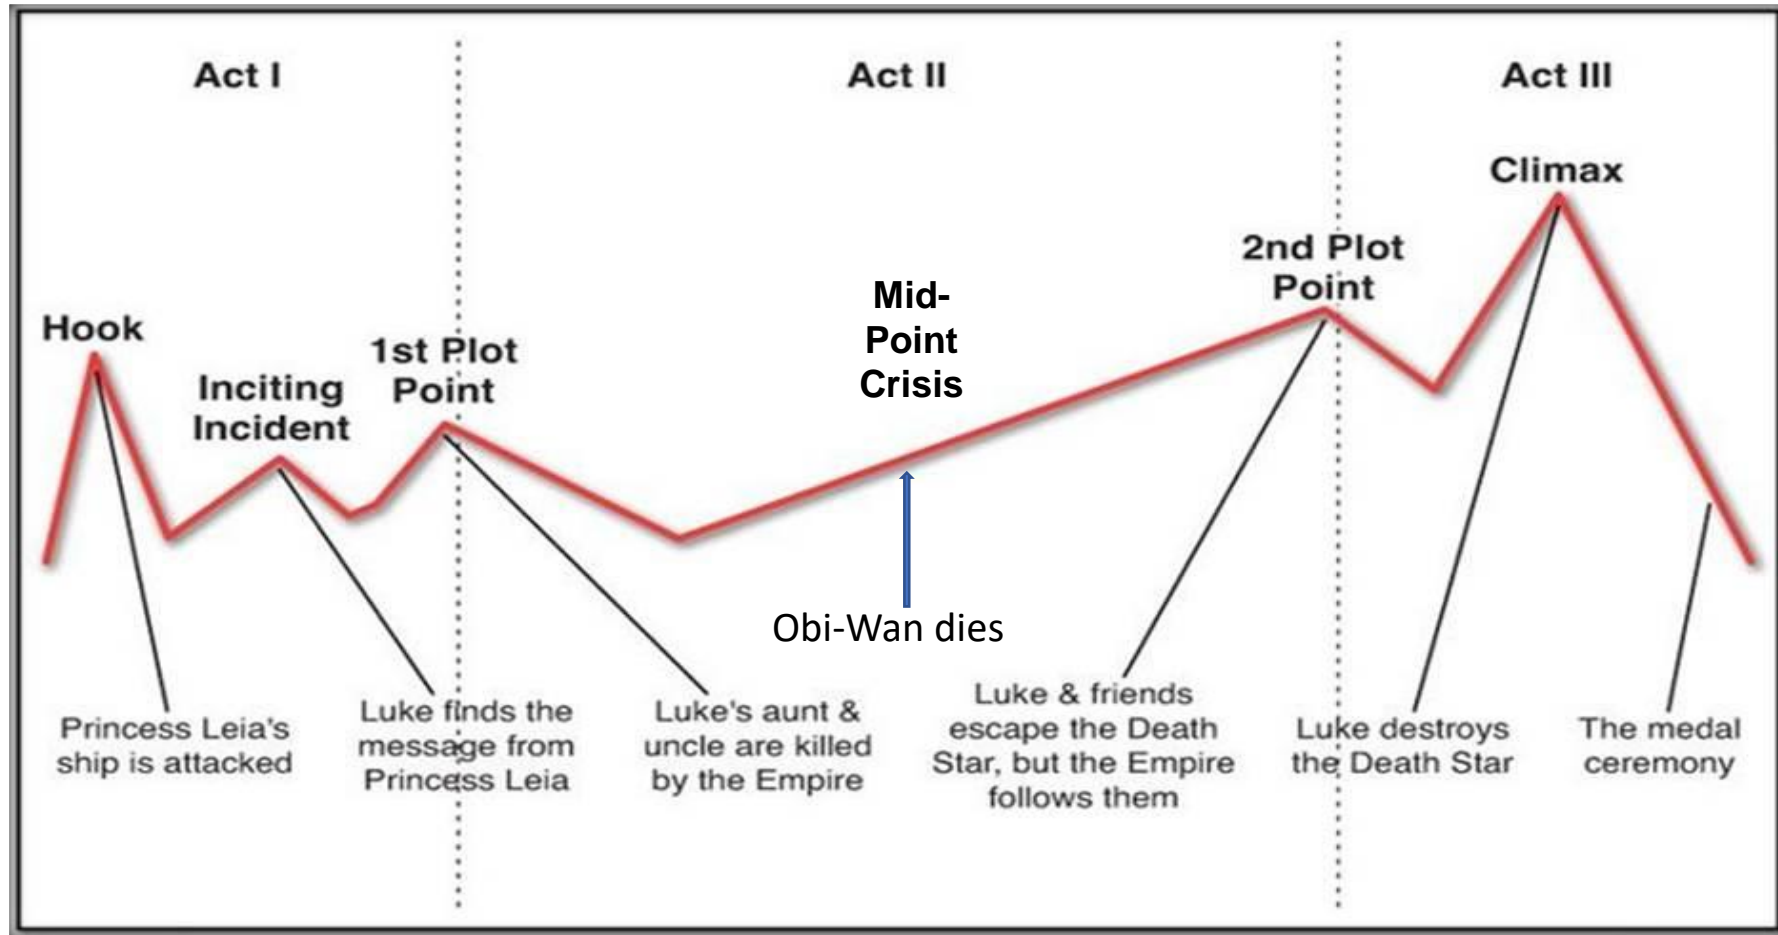 Act I
Act II
Act III
Climax
2nd Plot
Point
Mid-
Point
Crisis
Hook
1st Plot
Point
Inciting
Incident
Obi-Wan dies
Princess Leia's
ship is attacked
Luke finds the
message from
Princess Leia
Luke's aunt &
uncle are killed
by the Empire
Luke & friends
escape the Death
Star, but the Empire
follows them
Luke destroys
the Death Star
The medal
ceremony